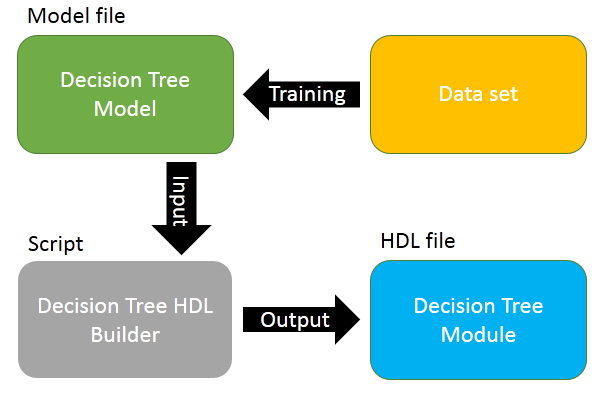 Model file
Decision Tree
Model
Training
Data set
Input
Script
HDL file
Decision Tree HDL
Builder
Output
Decision Tree
Module